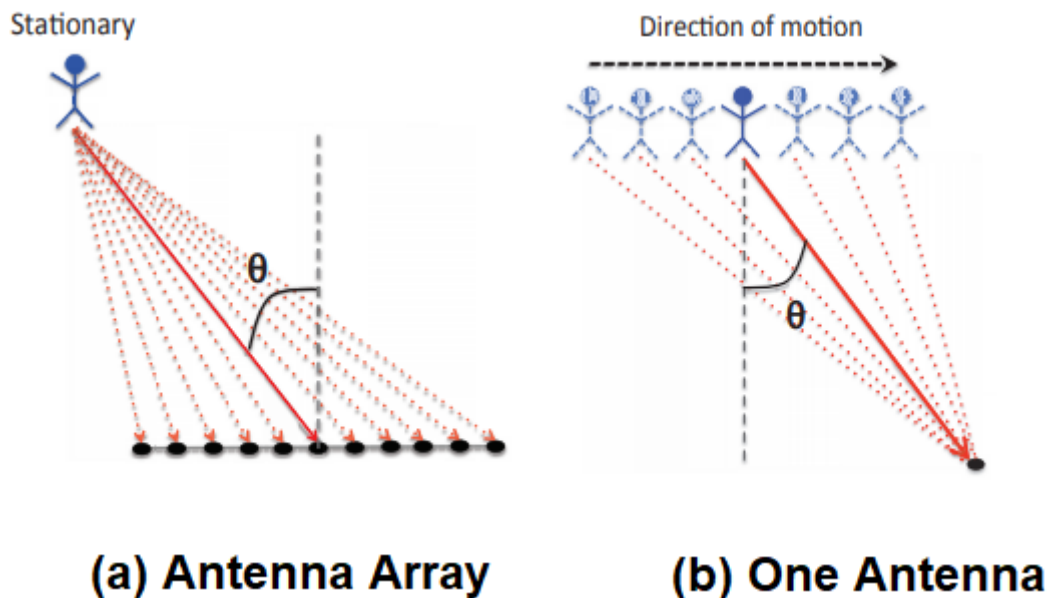 Stationary
Direction of motion
θ
θ
(a) Antenna Array
(b) One Antenna